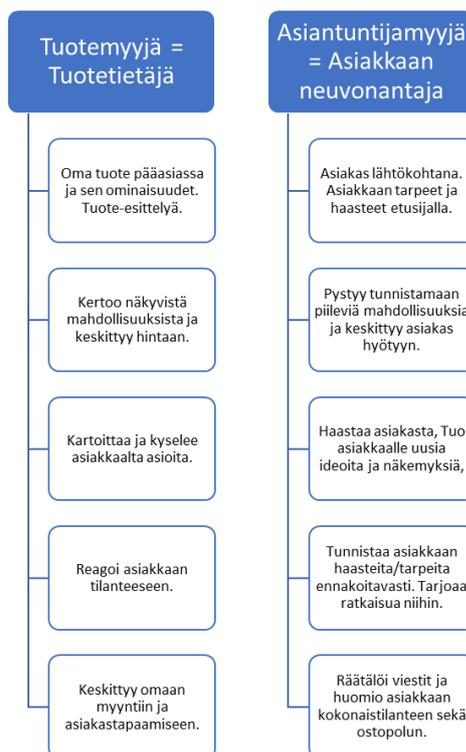 Tuotemyyjä =
Tuotetietäjä
Oma tuote pääasiassa
ja sen ominaisuudet.
Tuote-esittelyä.
Kertoo näkyvistä
mahdollisuuksista ja
keskittyy hintaan.
Kartoittaa ja kyselee
asiakkaalta asioita.
Reagoi asiakkaan
tilanteeseen.
Keskittyy omaan
myyntiin ja
asiakastapaamiseen.
Asiantuntijamyyjä
= Asiakkaan
neuvonantaja
Asiakas lähtökohtana.
Asiakkaan tarpeet ja
haasteet etusijalla.
Pystyy tunnistamaan
piileviä mahdollisuuksia
ja keskittyy asiakas
hyötyyn.
Haastaa asiakasta, Tuo
asiakkaalle uusia
ideoita ja näkemyksiä,
Tunnistaa asiakkaan
haasteita/tarpeita
ennakoitavasti. Tarjoaa
ratkaisua niihin.
Räätälöi viestit ja
huomio asiakkaan
kokonaistilanteen sekä
ostopolun.